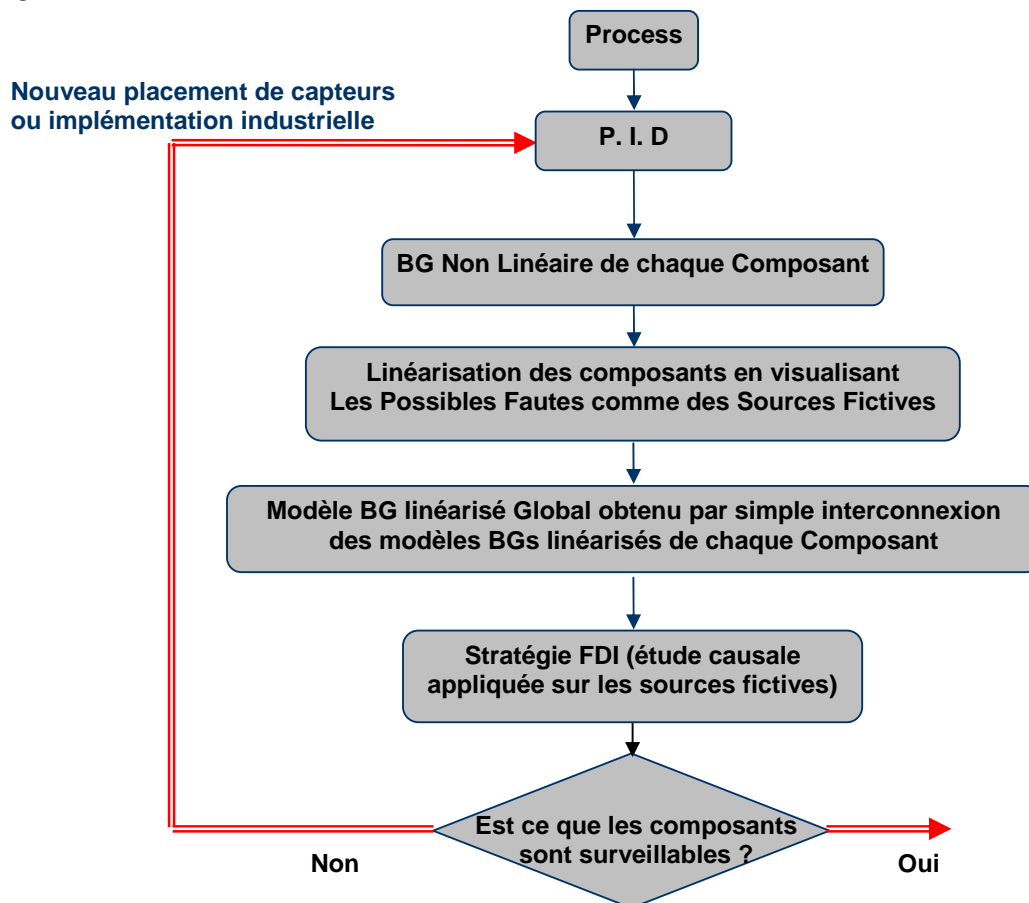 Process
Nouveau placement de capteurs
ou implémentation industrielle
P. I. D
BG Non Linéaire de chaque Composant
Linéarisation des composants en visualisant
Les Possibles Fautes comme des Sources Fictives
Modèle BG linéarisé Global obtenu par simple interconnexion
des modèles BGs linéarisés de chaque Composant
Stratégie FDI (étude causale
appliquée sur les sources fictives)
Est ce que les composants
sont surveillables ?
Non
Oui